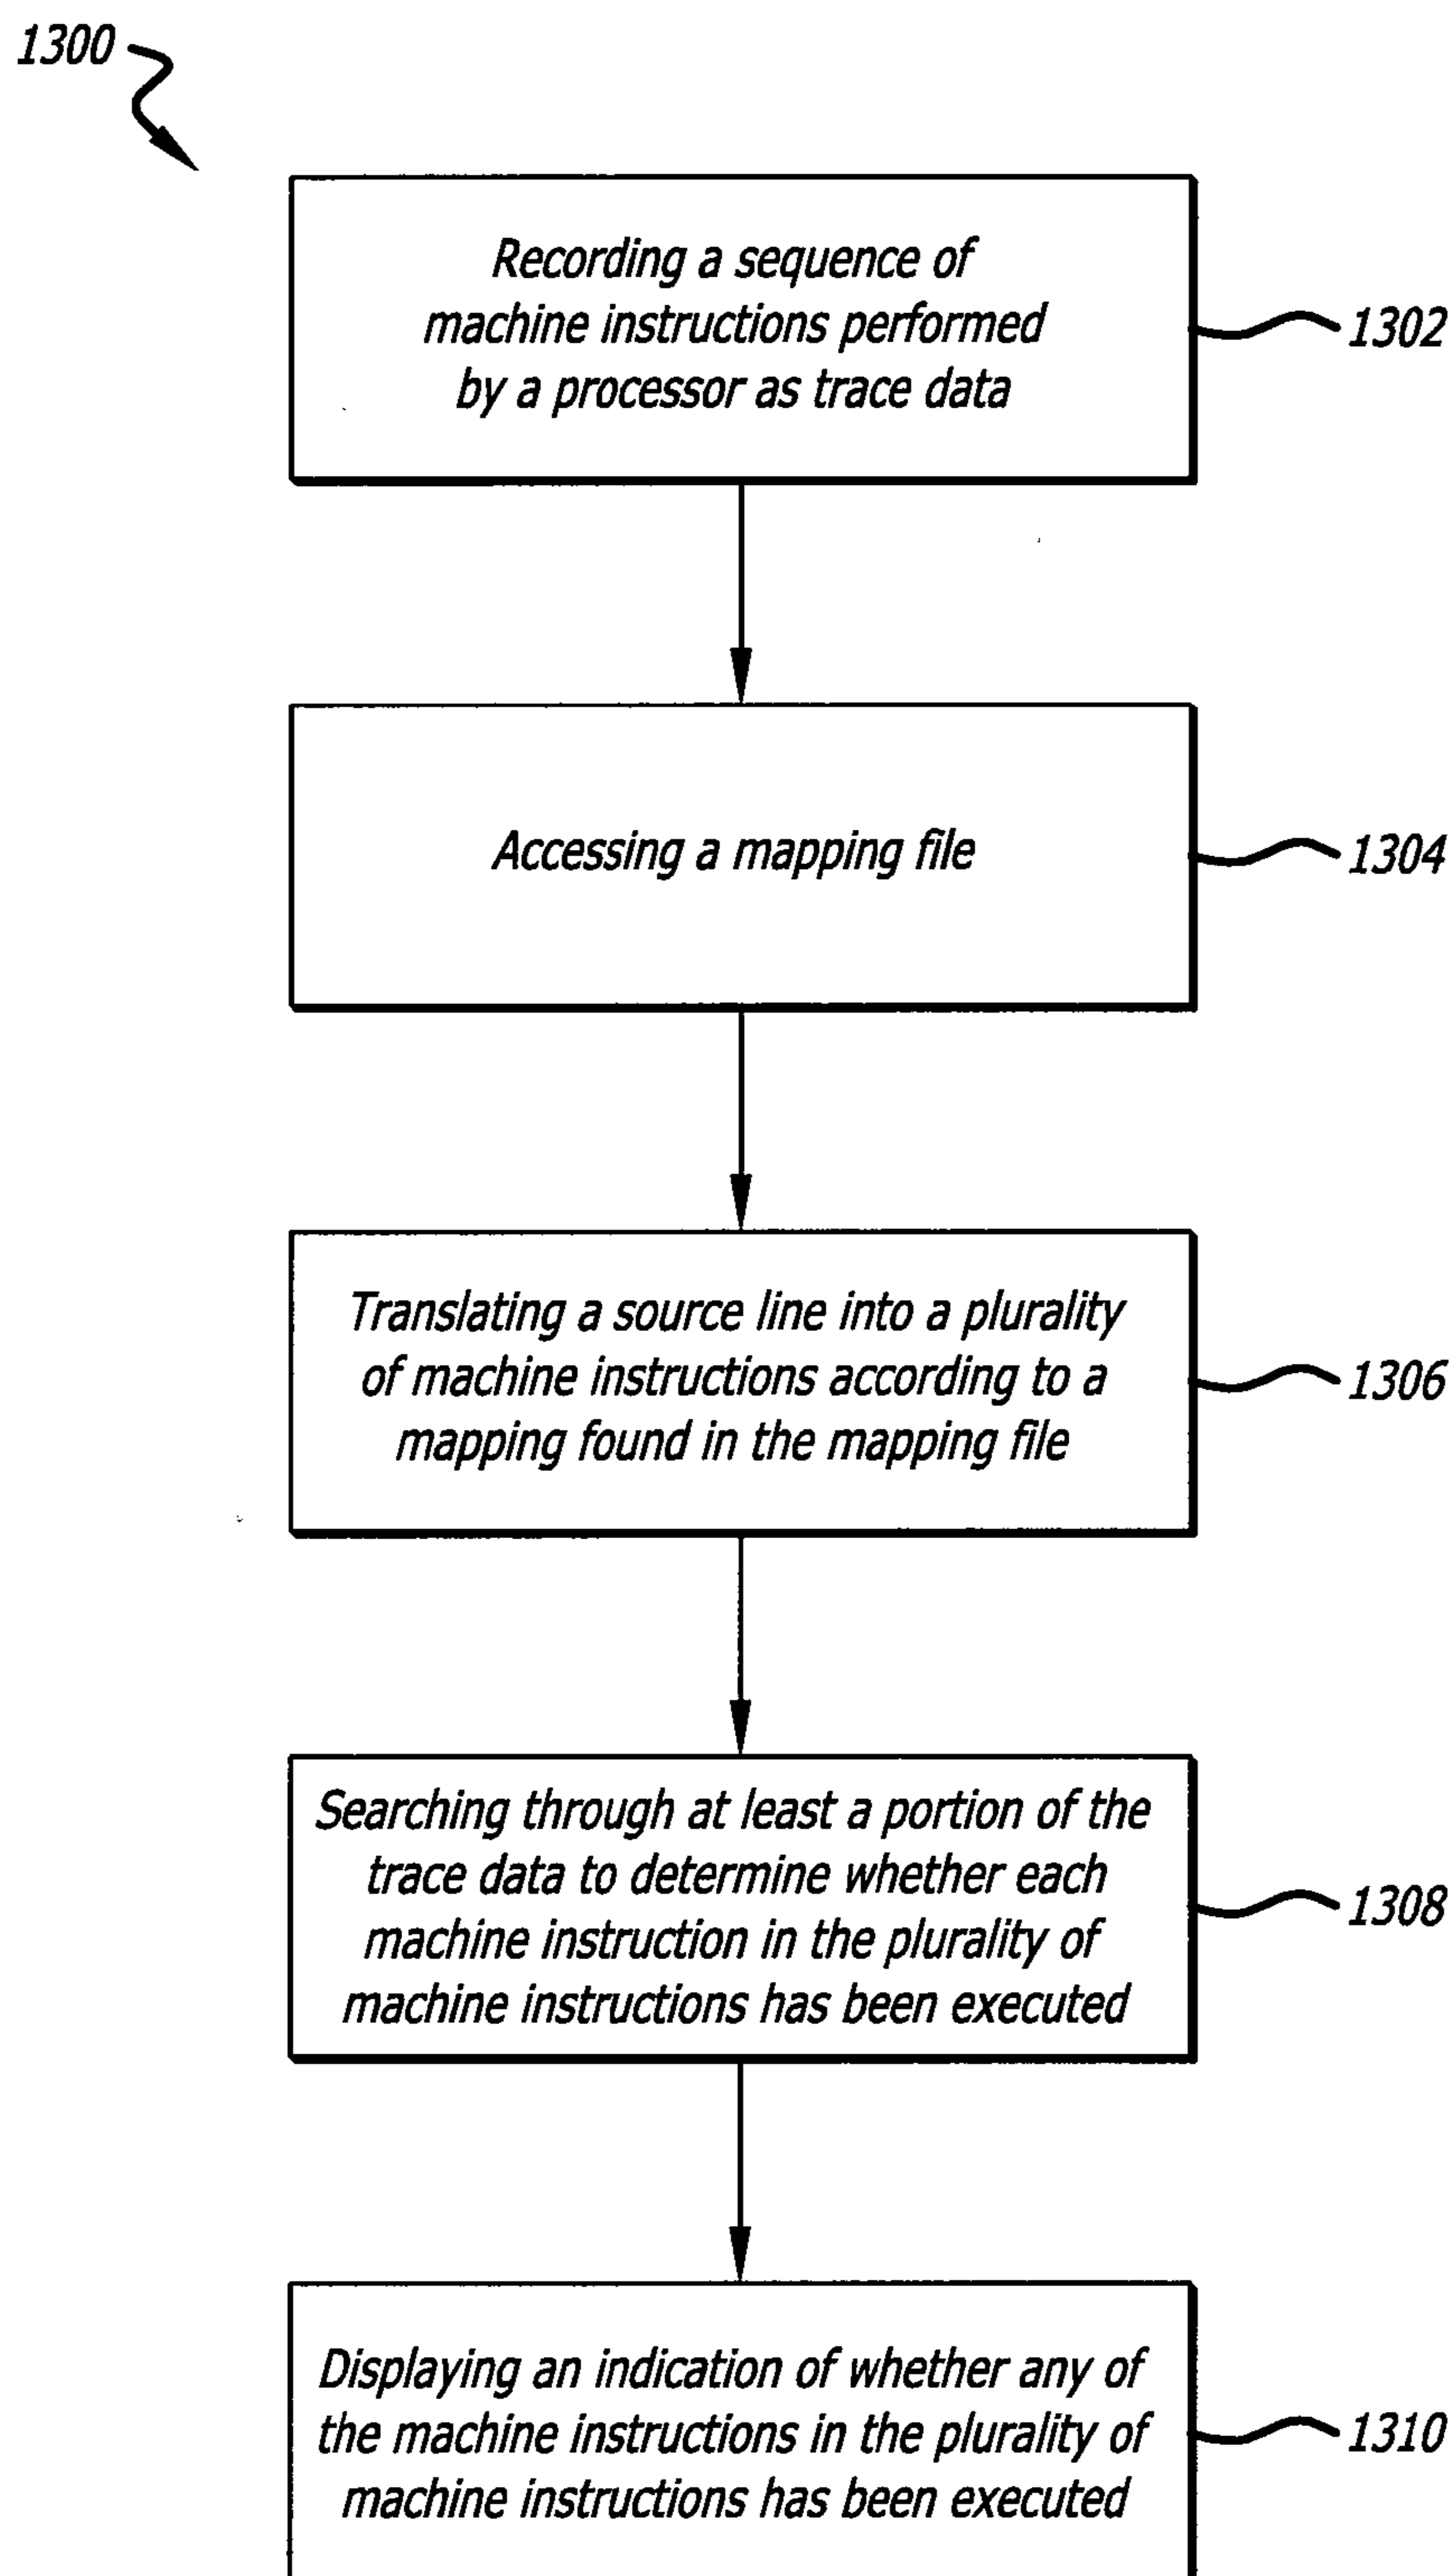 1300
Recording a sequence of
machine instructions performed
by a processor as trace data
1302
Accessing a mapping file
1304
Translating a source line into a plurality
of machine instructions according to a
mapping found in the mapping file
1306
Searching through at least a portion of the
trace data to determine whether each
machine instruction in the plurality of
machine instructions has been executed
1308
Displaying an indication of whether any of
the machine instructions in the plurality of
machine instructions has been executed
1310